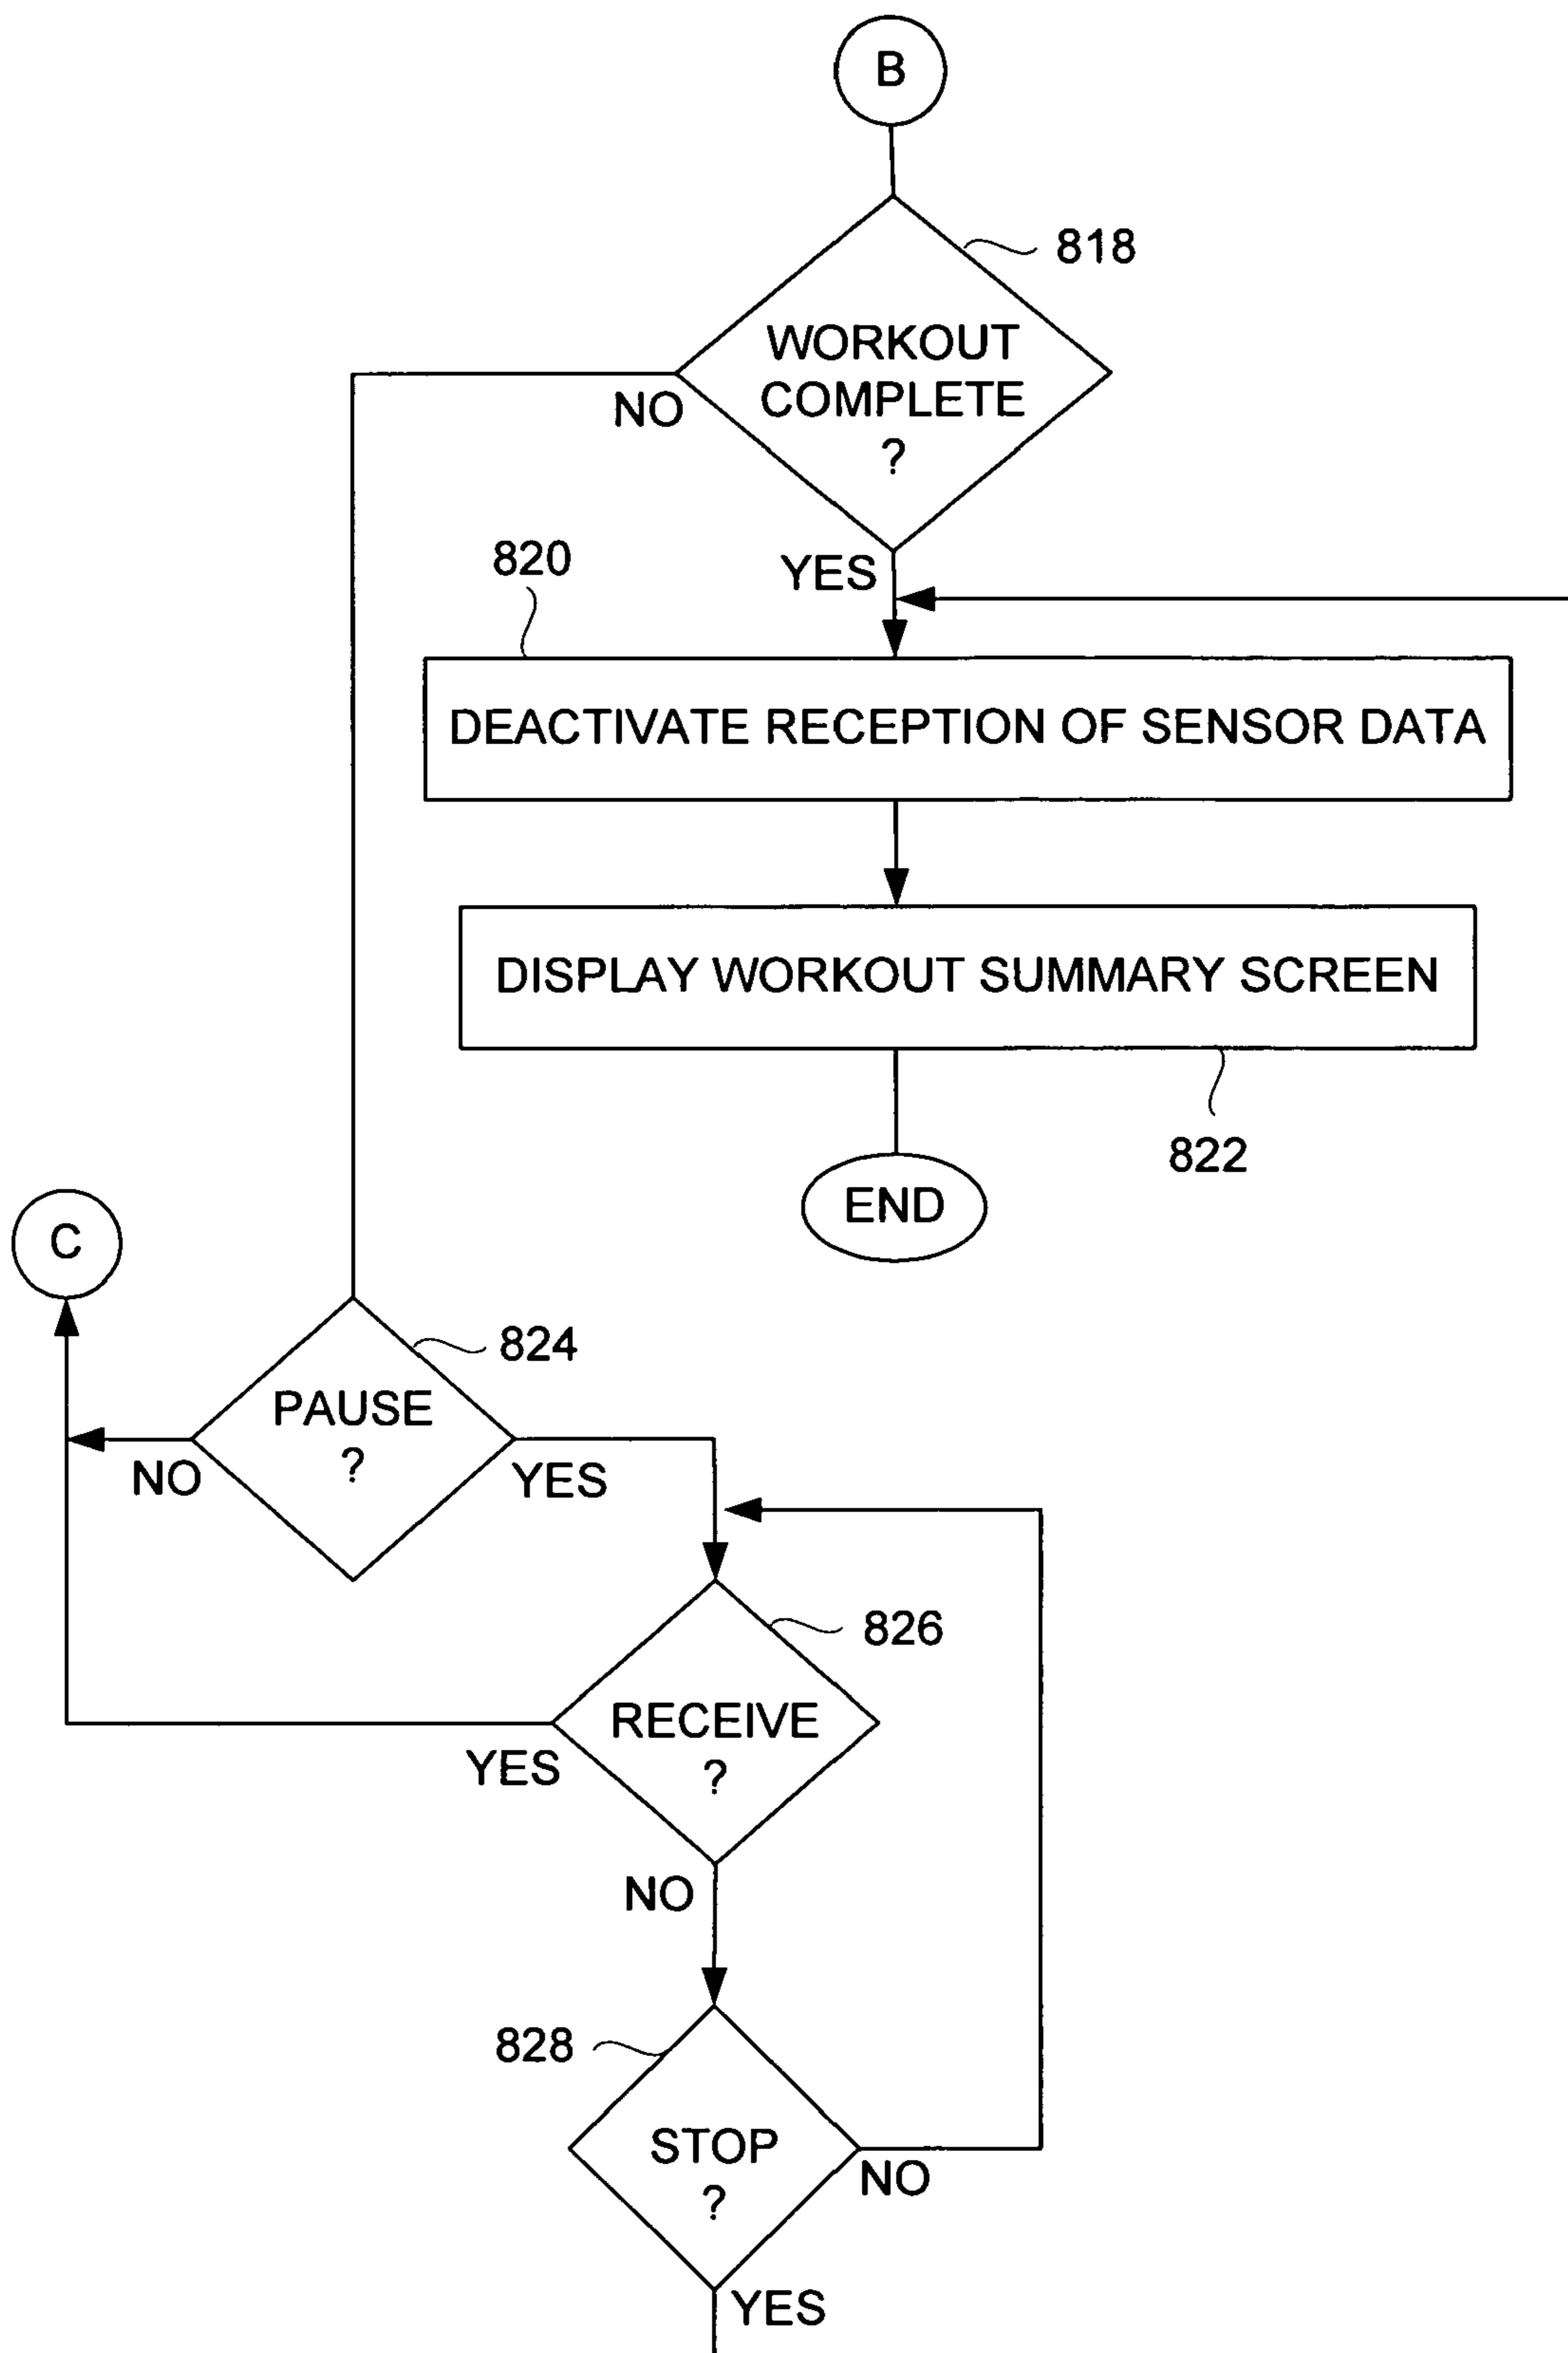 B
818
WORKOUT
COMPLETE
?
NO
YES
820
DEACTIVATE RECEPTION OF SENSOR DATA
DISPLAY WORKOUT SUMMARY SCREEN
822
END
C
824
PAUSE
?
NO
YES
826
RECEIVE
?
YES
NO
828
STOP
?
NO
YES